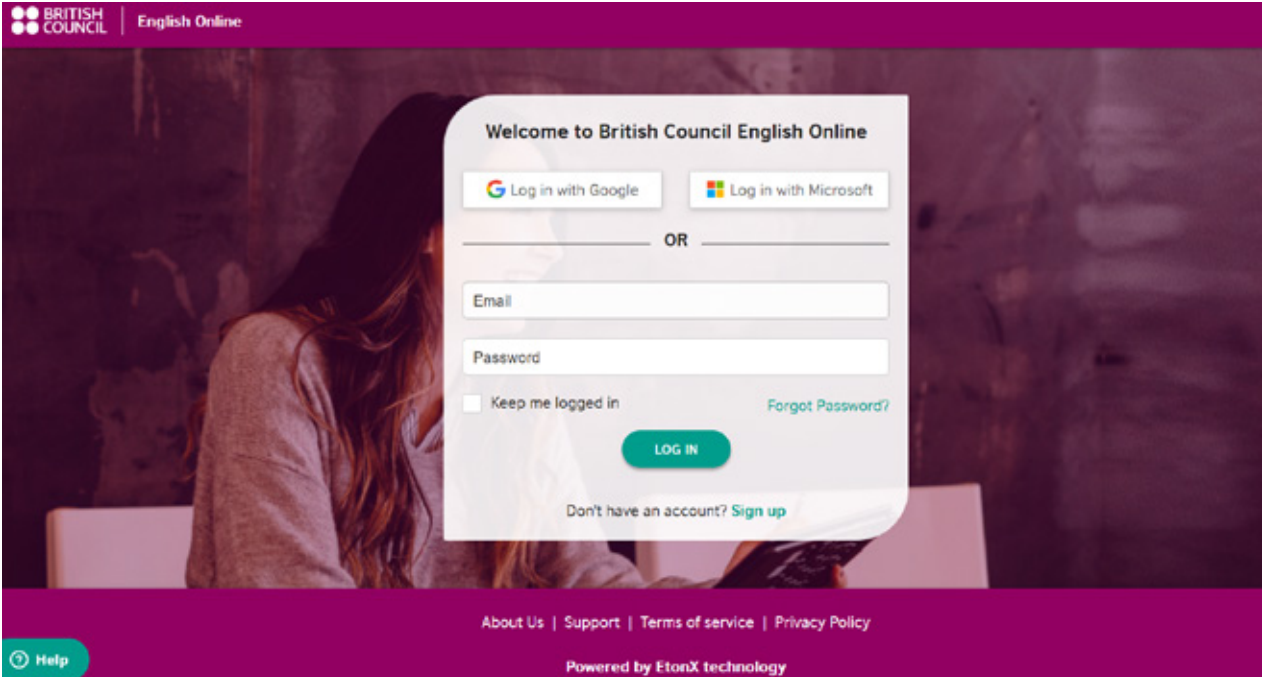 BRITISH
COUNCIL
English Online
Welcome to British Council English Online
Log in with Google
Log in with Microsoft
OR
Email
Password
Keep me logged in
Forgot Password?
LOG IN
Don't have an account? Sign up
About Us | Support | Terms of service | Privacy Policy
Help
Powered by EtonX technology